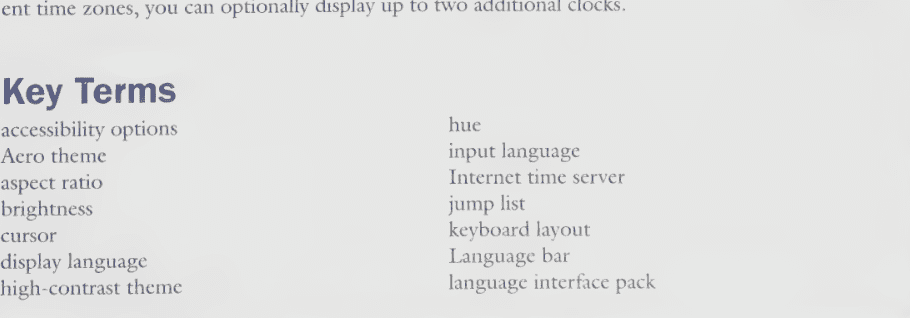 ent time zones, you can optionally display up to two additional clocks.
Key Terms
accessibility options
Aero theme
aspect ratio
brightness
cursor
display language
high-contrast theme
hue
input language
Internet time server
jump list
keyboard layout
Language bar
language interface pack